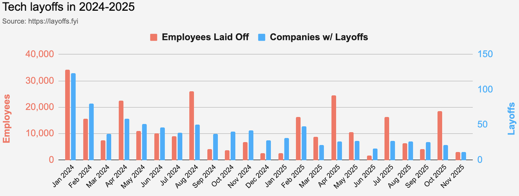 Tech layoffs in 2024-2025
Source: https://layoffs.fyi
Employees Laid Off Companies w/ Layoffs
40,000 150
30,000
100
20,000
50
10,000
0 0
Employees
Layoffs
Jan 2024 Feb 2024 Mar 2024 Apr 2024 May 2024 Jun 2024 Jul 2024 Aug 2024 Sep 2024 Oct 2024 Nov 2024 Dec 2024 Jan 2025 Feb 2025 Mar 2025 Apr 2025 May 2025 Jun 2025 Jul 2025 Aug 2025 Sep 2025 Oct 2025 Nov 2025